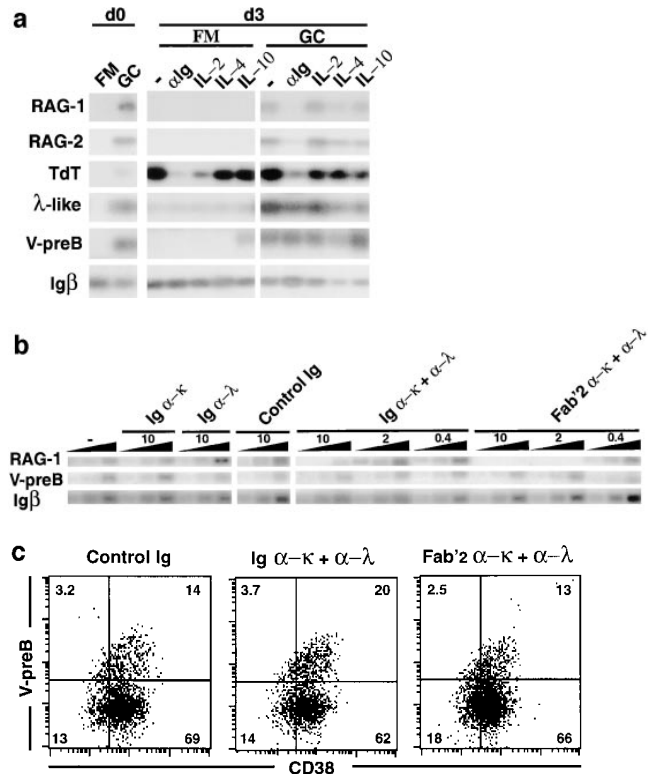 a
d0 d3
FM GC
FM GC
- αIg IL-2 IL-4 IL-10 - αIg IL-2 IL-4 IL-10
RAG-1
RAG-2
TdT
λ-like
V-preB
Igβ
b
- Ig α-κ Ig α-λ Control Ig Ig α-κ + α-λ Fab'2 α-κ + α-λ
10 10 10 10 2 0.4 10 2 0.4
RAG-1
V-preB
Igβ
c
Control Ig Ig α-κ + α-λ Fab'2 α-κ + α-λ
3.2 14 3.7 20 2.5 13
V-preB
13 69 14 62 18 66
CD38